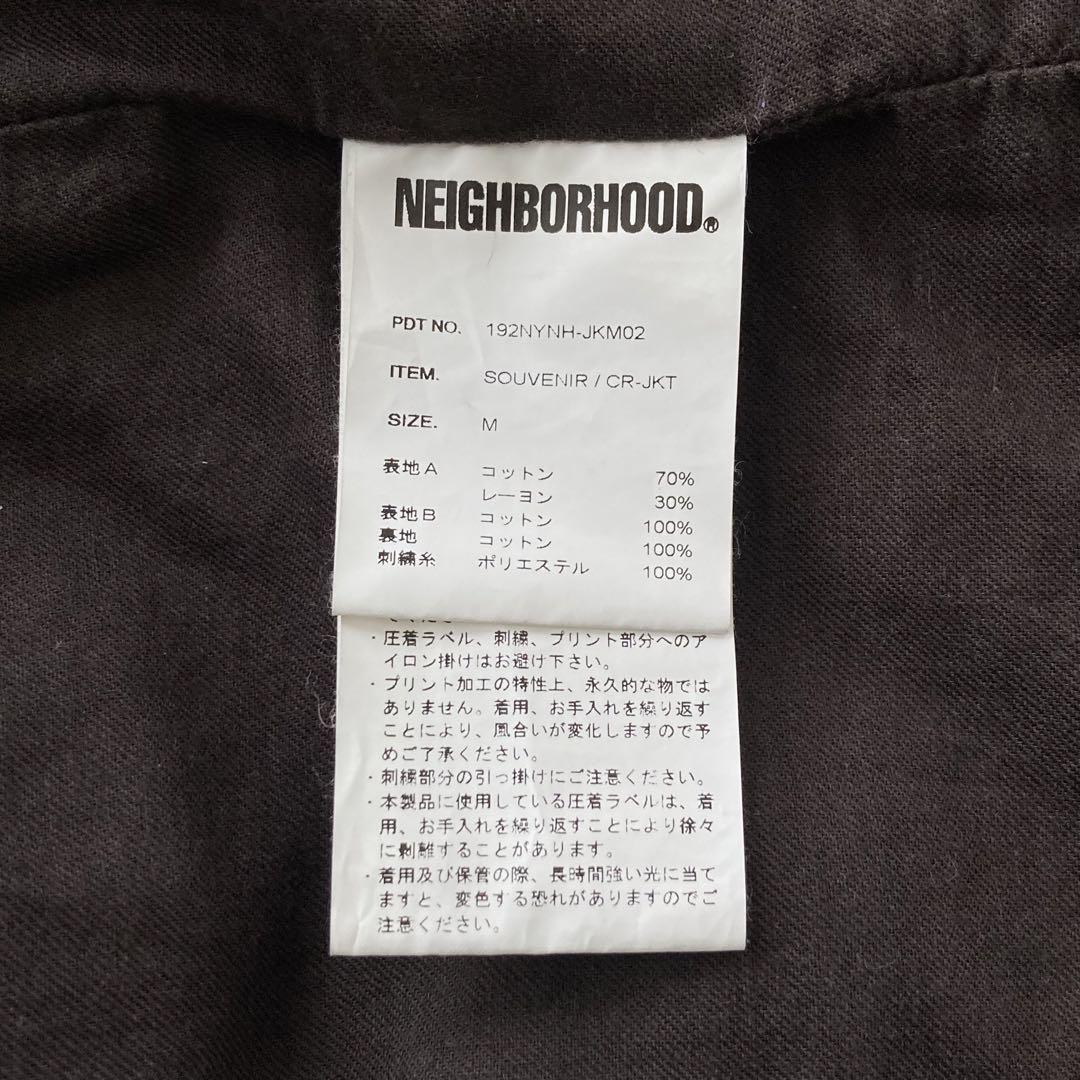 NEIGHBORHOOD®
PDT NO. 192NYNH-JKM02
ITEM. SOUVENIR / CR-JKT
SIZE. M
表地A コットン 70%
レーヨン 30%
表地B コットン 100%
裏地 コットン 100%
刺繍糸 ポリエステル 100%
・圧着ラベル、刺繍、プリント部分へのア
イロン掛けはお避け下さい。
・プリント加工の特性上、永久的な物では
ありません。着用、お手入れを繰り返す
ことにより、風合いが変化しますので予
めご了承ください。
・刺繍部分の引っ掛けにご注意ください。
・本製品に使用している圧着ラベルは、着
用、お手入れを繰り返すことにより徐々
に剥離することがあります。
・着用及び保管の際、長時間強い光に当て
ますと、変色する恐れがありますのでご
注意ください。